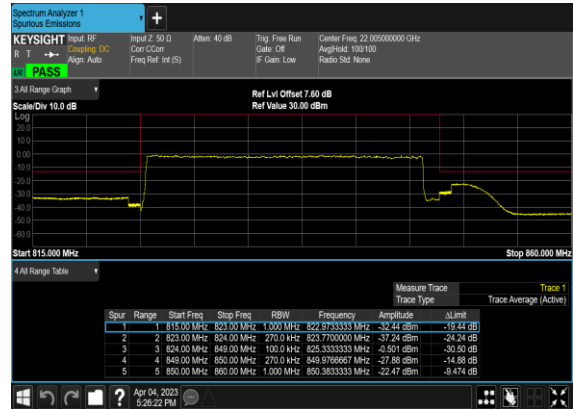 Spectrum Analyzer 1
Spurious Emissions
+
KEYSIGHT Input: RF Input Z: 50 Ω Atten: 40 dB Trig: Free Run Center Freq: 22.005000000 GHz
R T Coupling: DC Corr CCorr Gate: Off Avg|Hold: 100/100
Align: Auto Freq Ref: Int (S) IF Gain: Low Radio Std: None
LW PASS
3 All Range Graph
Ref Lvl Offset 7.60 dB
Scale/Div 10.0 dB Ref Value 30.00 dBm
Log
20.0
10.0
0.00
-10.0
-20.0
-30.0
-40.0
-50.0
-60.0
Start 815.000 MHz Stop 860.000 MHz
4 All Range Table
Measure Trace Trace 1
Trace Type Trace Average (Active)
Spur Range Start Freq Stop Freq RBW Frequency Amplitude ΔLimit
1 1 815.00 MHz 823.00 MHz 1.000 MHz 822.9733333 MHz -32.44 dBm -19.44 dB
2 2 823.00 MHz 824.00 MHz 270.0 kHz 823.7700000 MHz -37.24 dBm -24.24 dB
3 3 824.00 MHz 849.00 MHz 100.0 kHz 825.3333333 MHz -0.501 dBm -30.50 dB
4 4 849.00 MHz 850.00 MHz 270.0 kHz 849.9766667 MHz -27.88 dBm -14.88 dB
5 5 850.00 MHz 860.00 MHz 1.000 MHz 850.3833333 MHz -22.47 dBm -9.474 dB
? Apr 04, 2023
5:26:22 PM